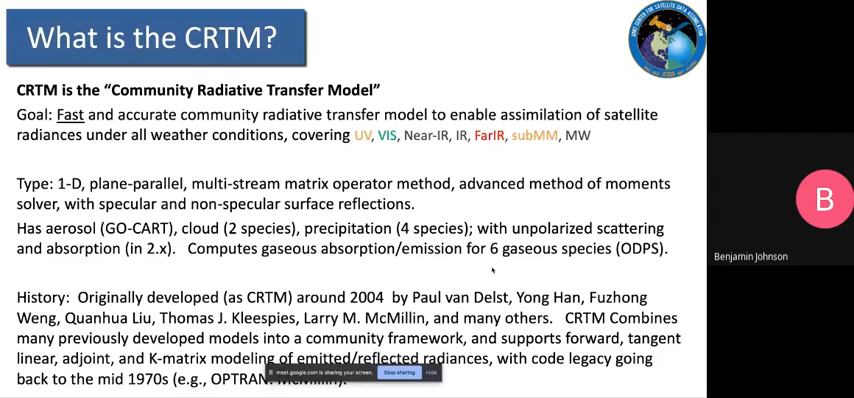 What is the CRTM?
CRTM is the “Community Radiative Transfer Model”
Goal: Fast and accurate community radiative transfer model to enable assimilation of satellite
radiances under all weather conditions, covering UV, VIS, Near-IR, IR, FarIR, subMM, MW
Type: 1-D, plane-parallel, multi-stream matrix operator method, advanced method of moments
solver, with specular and non-specular surface reflections.
Has aerosol (GO-CART), cloud (2 species), precipitation (4 species); with unpolarized scattering
and absorption (in 2.x). Computes gaseous absorption/emission for 6 gaseous species (ODPS).
History: Originally developed (as CRTM) around 2004 by Paul van Delst, Yong Han, Fuzhong
Weng, Quanhua Liu, Thomas J. Kleespies, Larry M. McMillin, and many others. CRTM Combines
many previously developed models into a community framework, and supports forward, tangent
linear, adjoint, and K-matrix modeling of emitted/reflected radiances, with code legacy going
back to the mid 1970s (e.g., OPTRAN: McMillin).
meet.google.com is sharing your screen. Stop sharing Hide
B
Benjamin Johnson